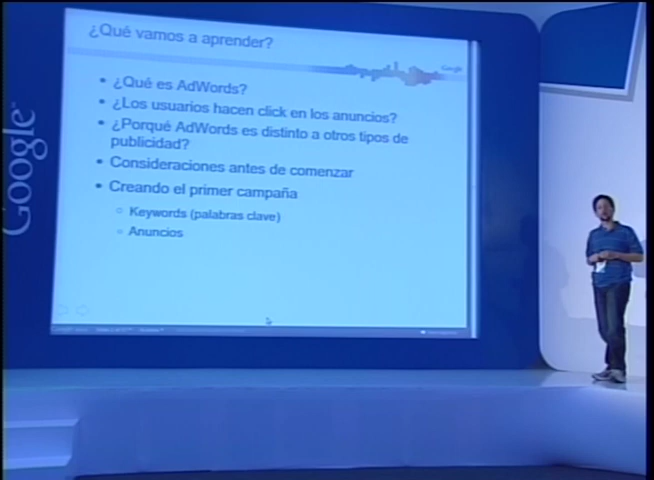 ¿Qué vamos a aprender?
Google
• ¿Qué es AdWords?
• ¿Los usuarios hacen click en los anuncios?
• ¿Porqué AdWords es distinto a otros tipos de
publicidad?
• Consideraciones antes de comenzar
• Creando el primer campaña
○ Keywords (palabras clave)
○ Anuncios
Google